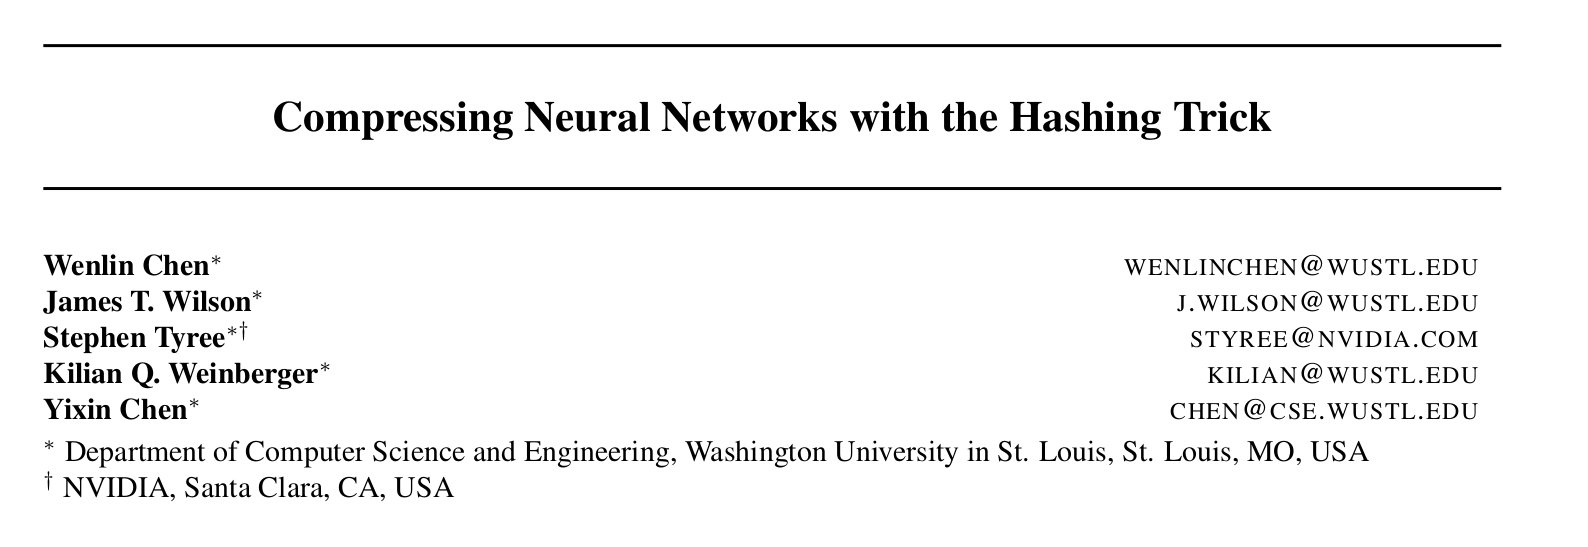 Compressing Neural Networks with the Hashing Trick
Wenlin Chen* WENLINCHEN@WUSTL.EDU
James T. Wilson* J.WILSON@WUSTL.EDU
Stephen Tyree*† STYREE@NVIDIA.COM
Kilian Q. Weinberger* KILIAN@WUSTL.EDU
Yixin Chen* CHEN@CSE.WUSTL.EDU
* Department of Computer Science and Engineering, Washington University in St. Louis, St. Louis, MO, USA
† NVIDIA, Santa Clara, CA, USA